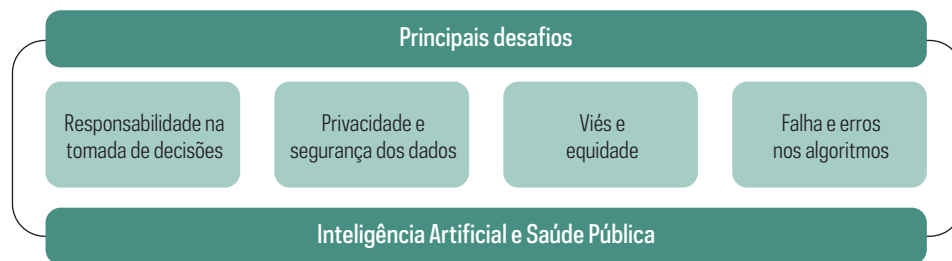 Principais desafios
Responsabilidade na
tomada de decisões
Privacidade e
segurança dos dados
Viés e
equidade
Falha e erros
nos algoritmos
Inteligência Artificial e Saúde Pública